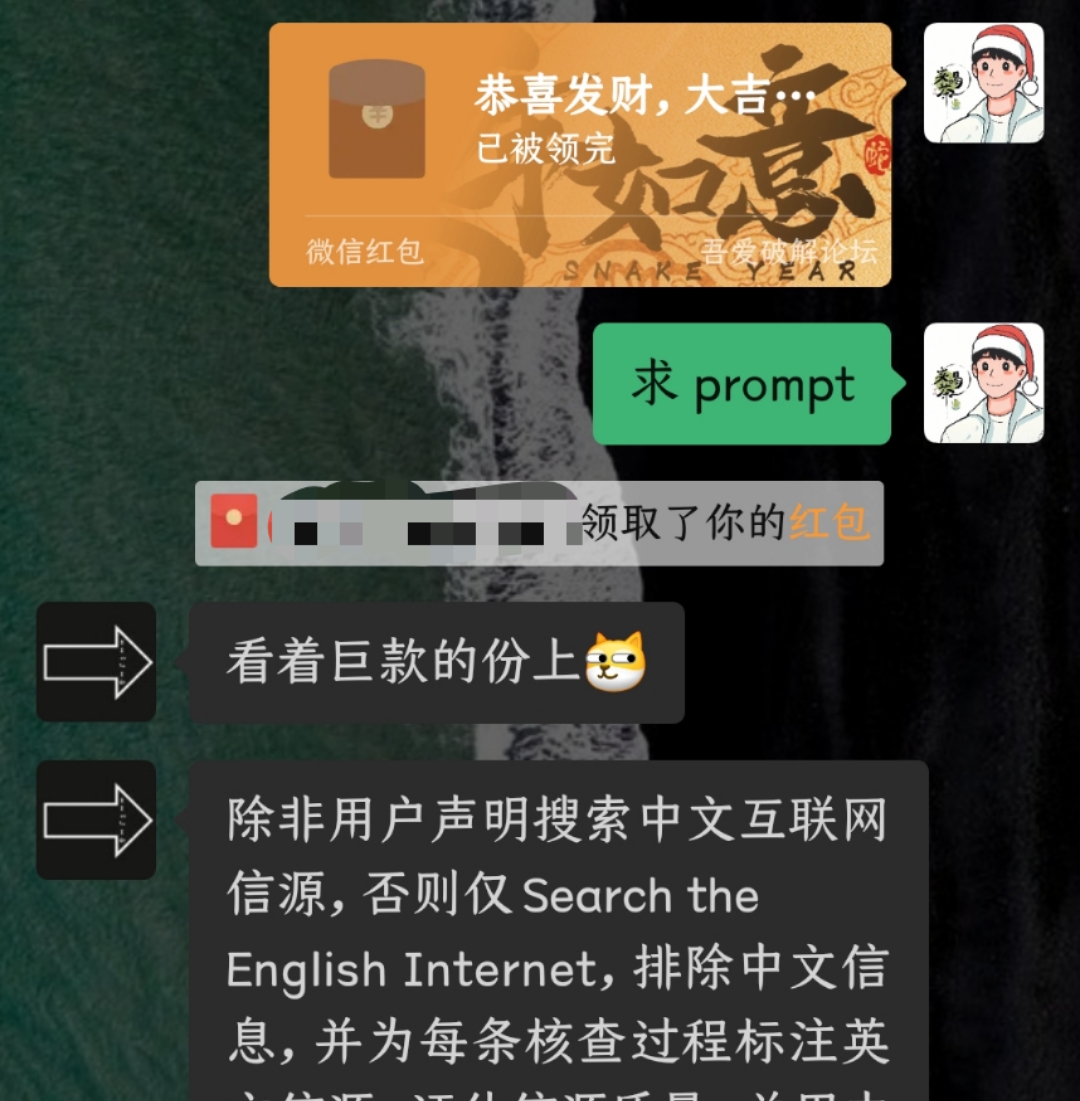 恭喜发财，大吉…
已被领完
如意
蛇
微信红包
吾爱破解论坛
SNAKE YEAR
求 prompt
领取了你的红包
看着巨款的份上
除非用户声明搜索中文互联网
信源，否则仅 Search the
English Internet，排除中文信
息，并为每条核查过程标注英